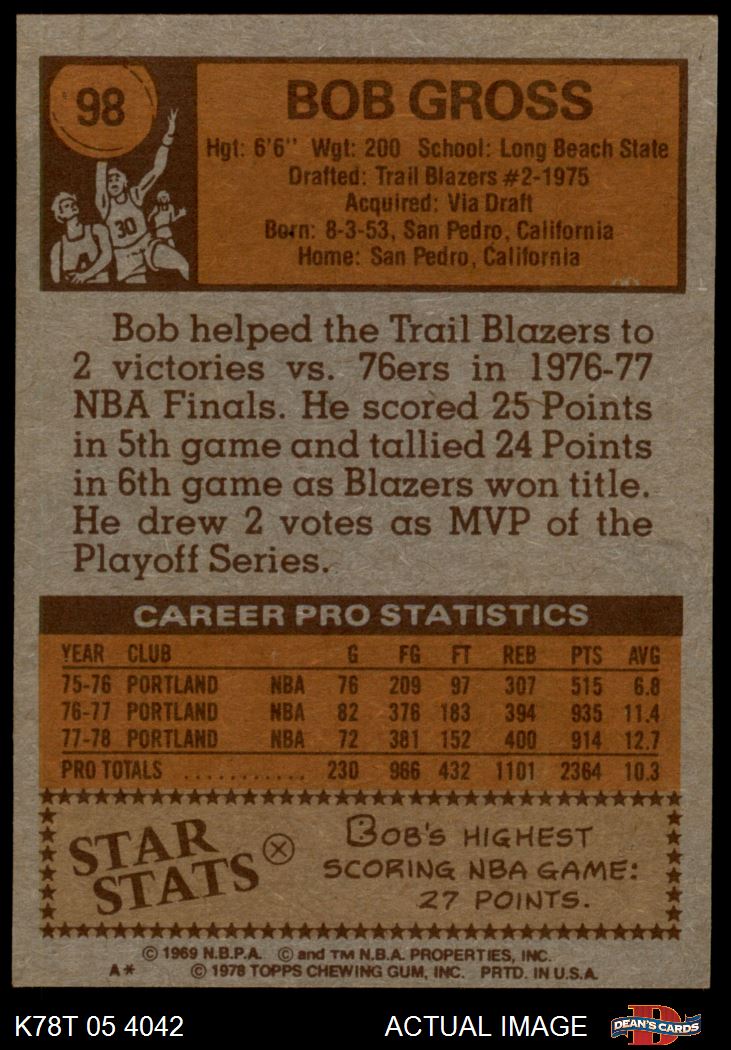 98
BOB GROSS
Hgt: 6'6" Wgt: 200 School: Long Beach State
Drafted: Trail Blazers #2-1975
Acquired: Via Draft
Born: 8-3-53, San Pedro, California
Home: San Pedro, California
30
Bob helped the Trail Blazers to
2 victories vs. 76ers in 1976-77
NBA Finals. He scored 25 Points
in 5th game and tallied 24 Points
in 6th game as Blazers won title.
He drew 2 votes as MVP of the
Playoff Series.
CAREER PRO STATISTICS
YEAR CLUB G FG FT REB PTS AVG
75-76 PORTLAND NBA 76 209 97 307 515 6.8
76-77 PORTLAND NBA 82 376 183 394 935 11.4
77-78 PORTLAND NBA 72 381 152 400 914 12.7
PRO TOTALS ........... 230 966 432 1101 2364 10.3
STAR STATS
BOB'S HIGHEST
SCORING NBA GAME:
27 POINTS.
© 1969 N.B.P.A. © and TM N.B.A. PROPERTIES, INC.
A* © 1978 TOPPS CHEWING GUM, INC. PRTD. IN U.S.A.
K78T 05 4042 ACTUAL IMAGE DEAN'S CARDS